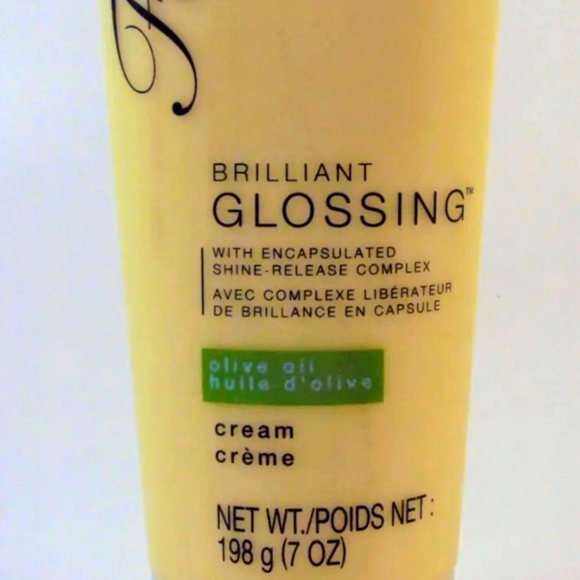 BRILLIANT
GLOSSING™
WITH ENCAPSULATED
SHINE-RELEASE COMPLEX
AVEC COMPLEXE LIBÉRATEUR
DE BRILLANCE EN CAPSULE
olive oil
huile d'olive
cream
crème
NET WT./POIDS NET :
198 g (7 OZ)